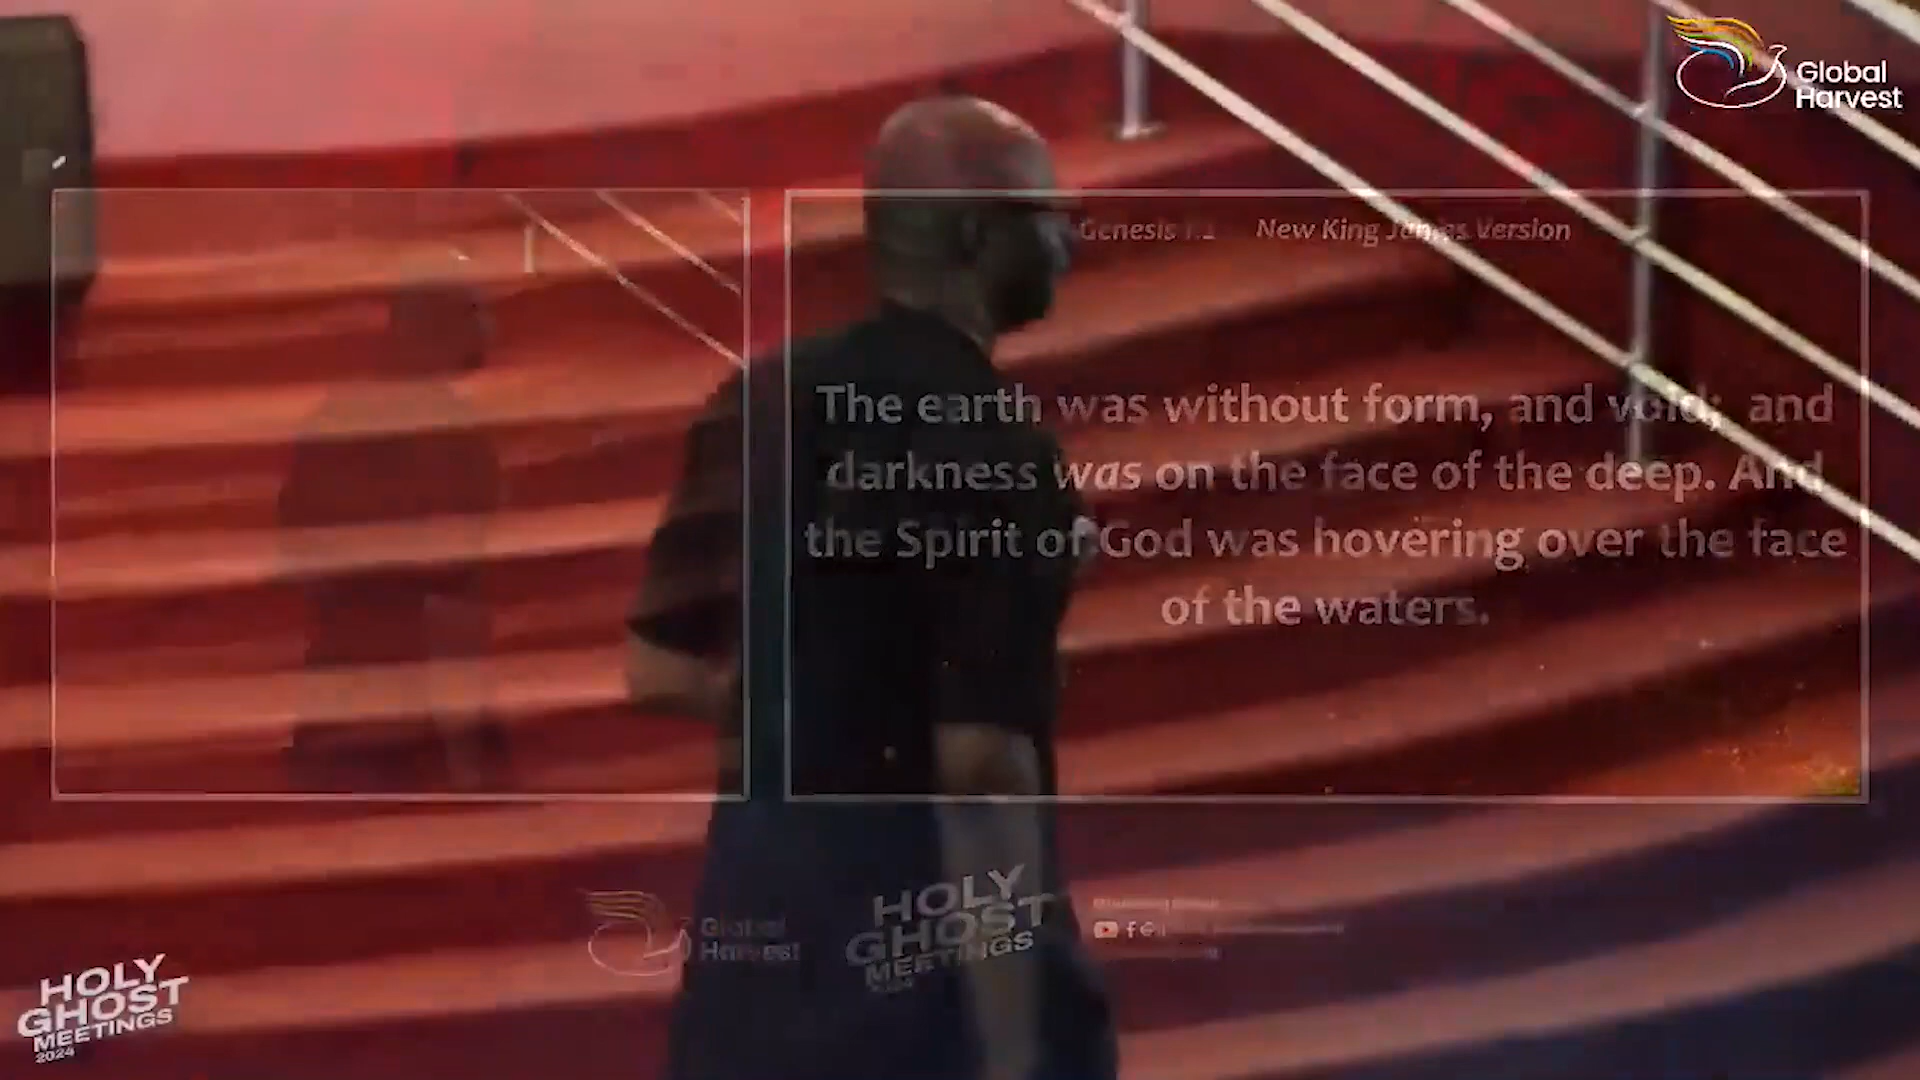 Global
Harvest
Genesis 1:2 New King James Version
The earth was without form, and void; and
darkness was on the face of the deep. And
the Spirit of God was hovering over the face
of the waters.
Global
Harvest
HOLY
GHOST
MEETINGS
2024
HOLY
GHOST
MEETINGS
2024